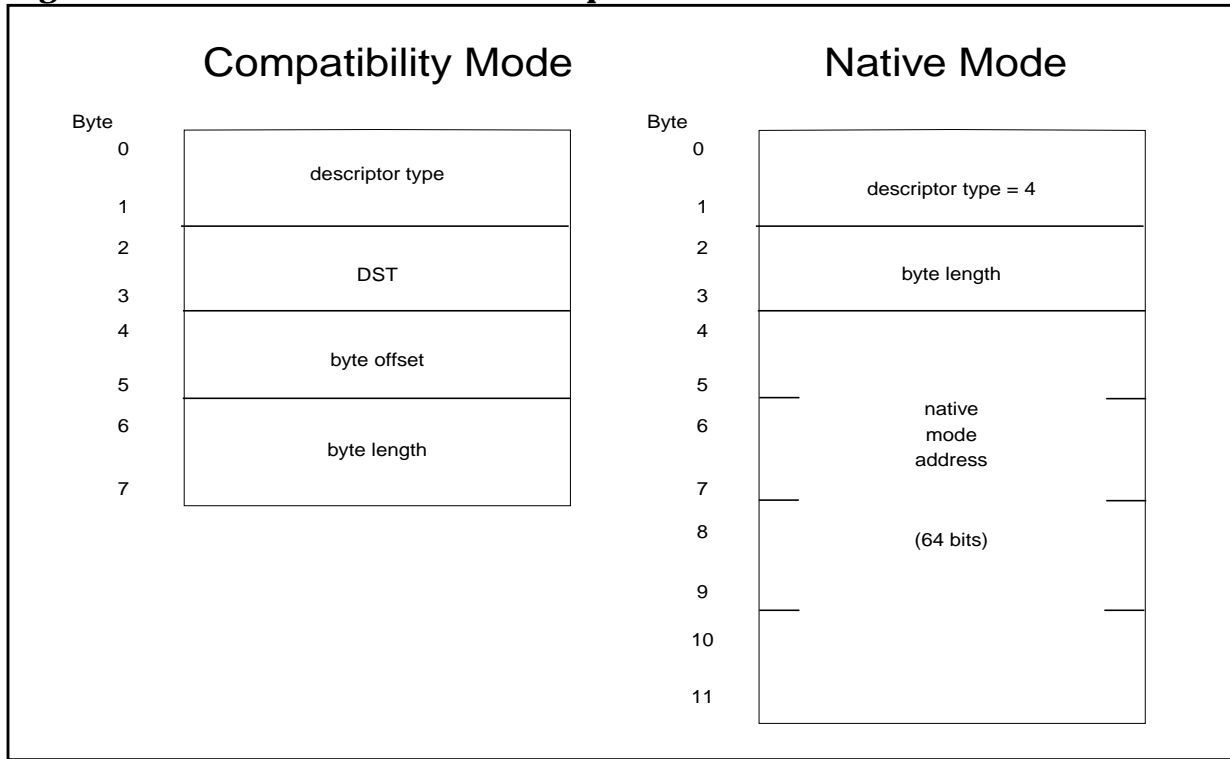 Compatibility Mode
Byte
0
descriptor type
1
2
DST
3
4
byte offset
5
6
byte length
7
Native Mode
Byte
0
descriptor type = 4
1
2
byte length
3
4
5
native
6
mode
address
7
8
(64 bits)
9
10
11